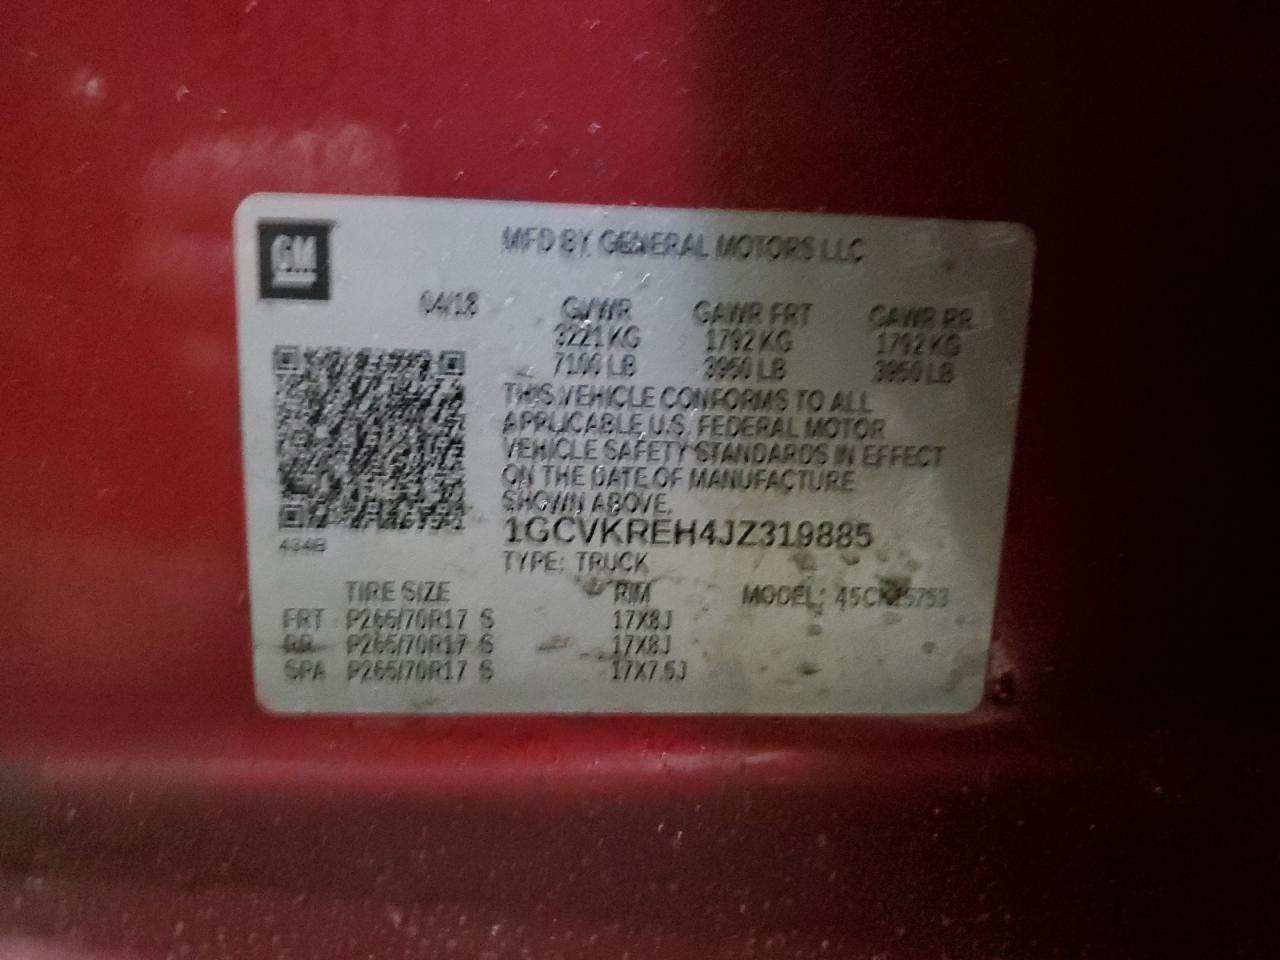 GM
MFD BY GENERAL MOTORS LLC
04/18 GVWR GAWR FRT GAWR RR
3221 KG 1792 KG 1792 KG
7100 LB 3950 LB 3950 LB
THIS VEHICLE CONFORMS TO ALL
APPLICABLE U.S. FEDERAL MOTOR
VEHICLE SAFETY STANDARDS IN EFFECT
ON THE DATE OF MANUFACTURE
SHOWN ABOVE.
1GCVKREH4JZ319885
434B
TYPE: TRUCK
TIRE SIZE RIM MODEL:
FRT P265/70R17 S 17X8J
RR P265/70R17 S 17X8J
SPA P265/70R17 S 17X7.5J